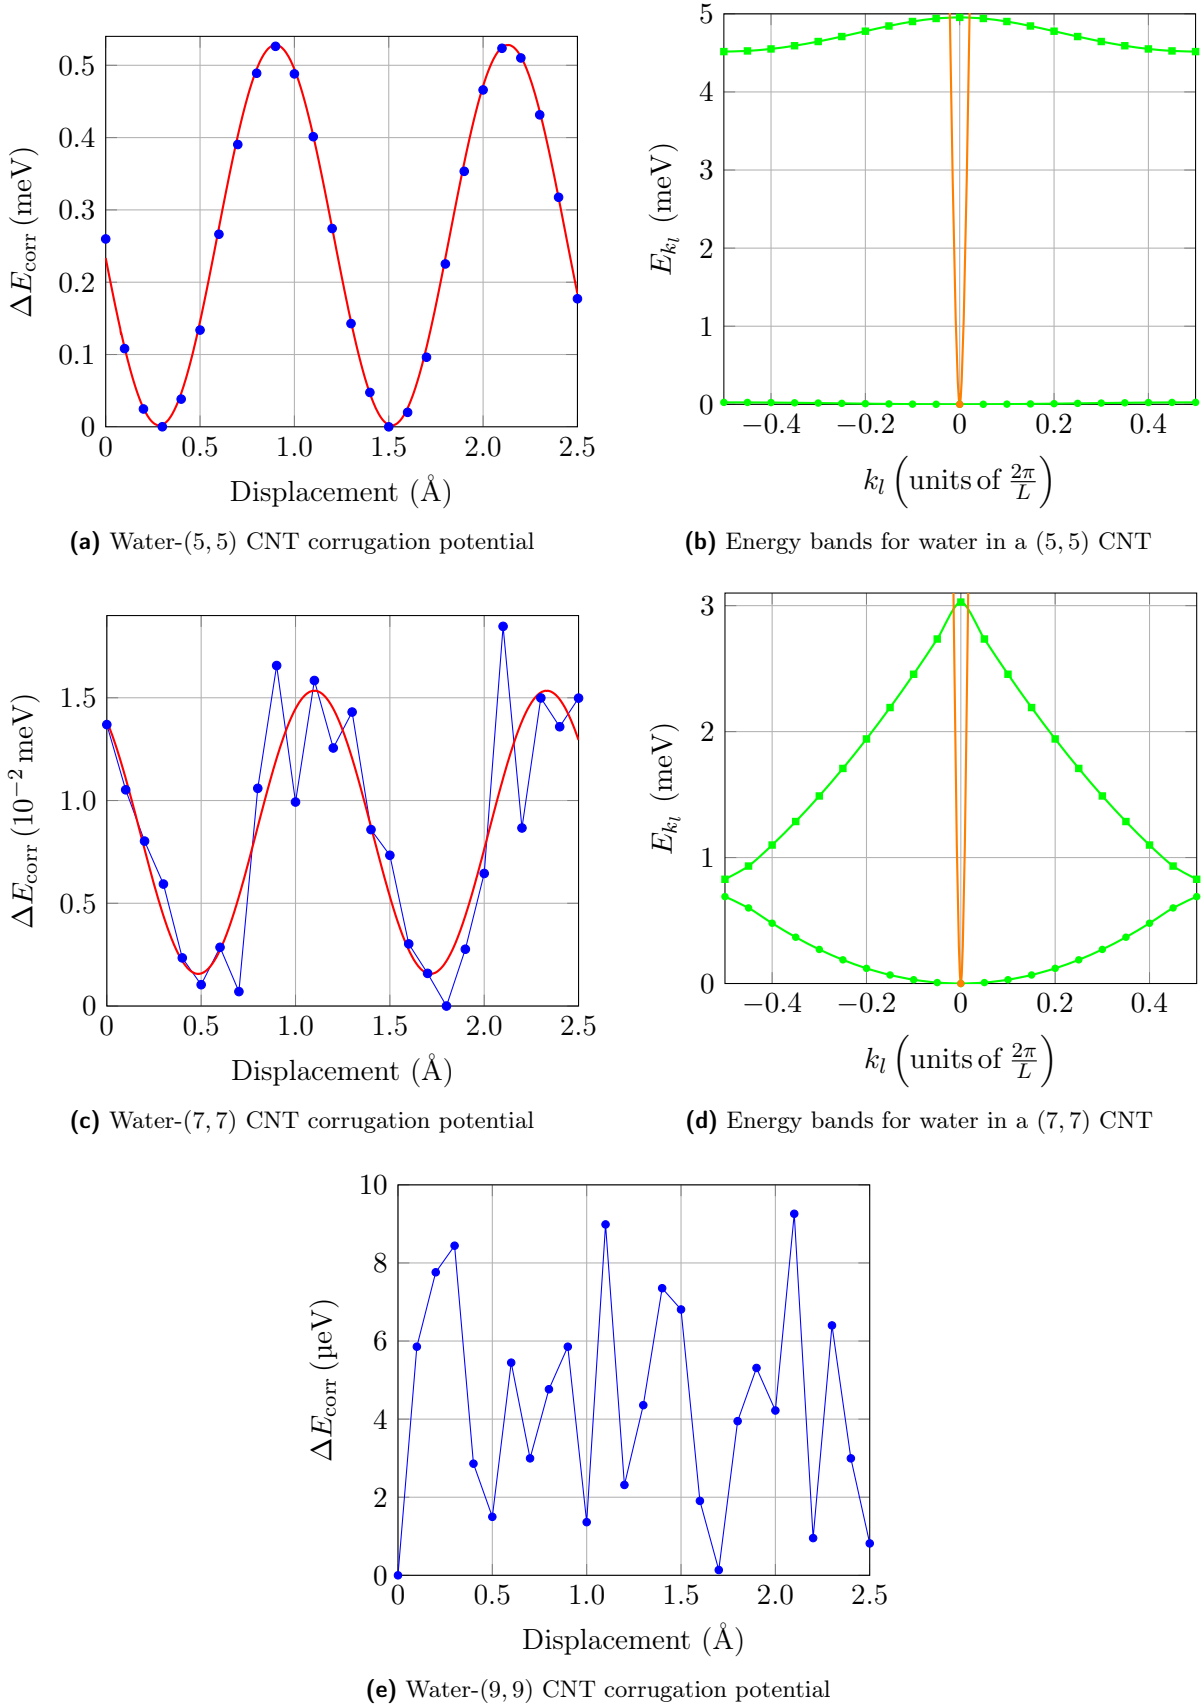 0.5
0.4
0.3
0.2
0.1
0
ΔE_corr (meV)
0 0.5 1.0 1.5 2.0 2.5
Displacement (Å)
(a) Water-(5, 5) CNT corrugation potential
5
4
3
2
1
0
E_{k_l} (meV)
−0.4 −0.2 0 0.2 0.4
k_l (units of 2π/L)
(b) Energy bands for water in a (5, 5) CNT
1.5
1.0
0.5
0
ΔE_corr (10⁻² meV)
0 0.5 1.0 1.5 2.0 2.5
Displacement (Å)
(c) Water-(7, 7) CNT corrugation potential
3
2
1
0
E_{k_l} (meV)
−0.4 −0.2 0 0.2 0.4
k_l (units of 2π/L)
(d) Energy bands for water in a (7, 7) CNT
10
8
6
4
2
0
ΔE_corr (µeV)
0 0.5 1.0 1.5 2.0 2.5
Displacement (Å)
(e) Water-(9, 9) CNT corrugation potential